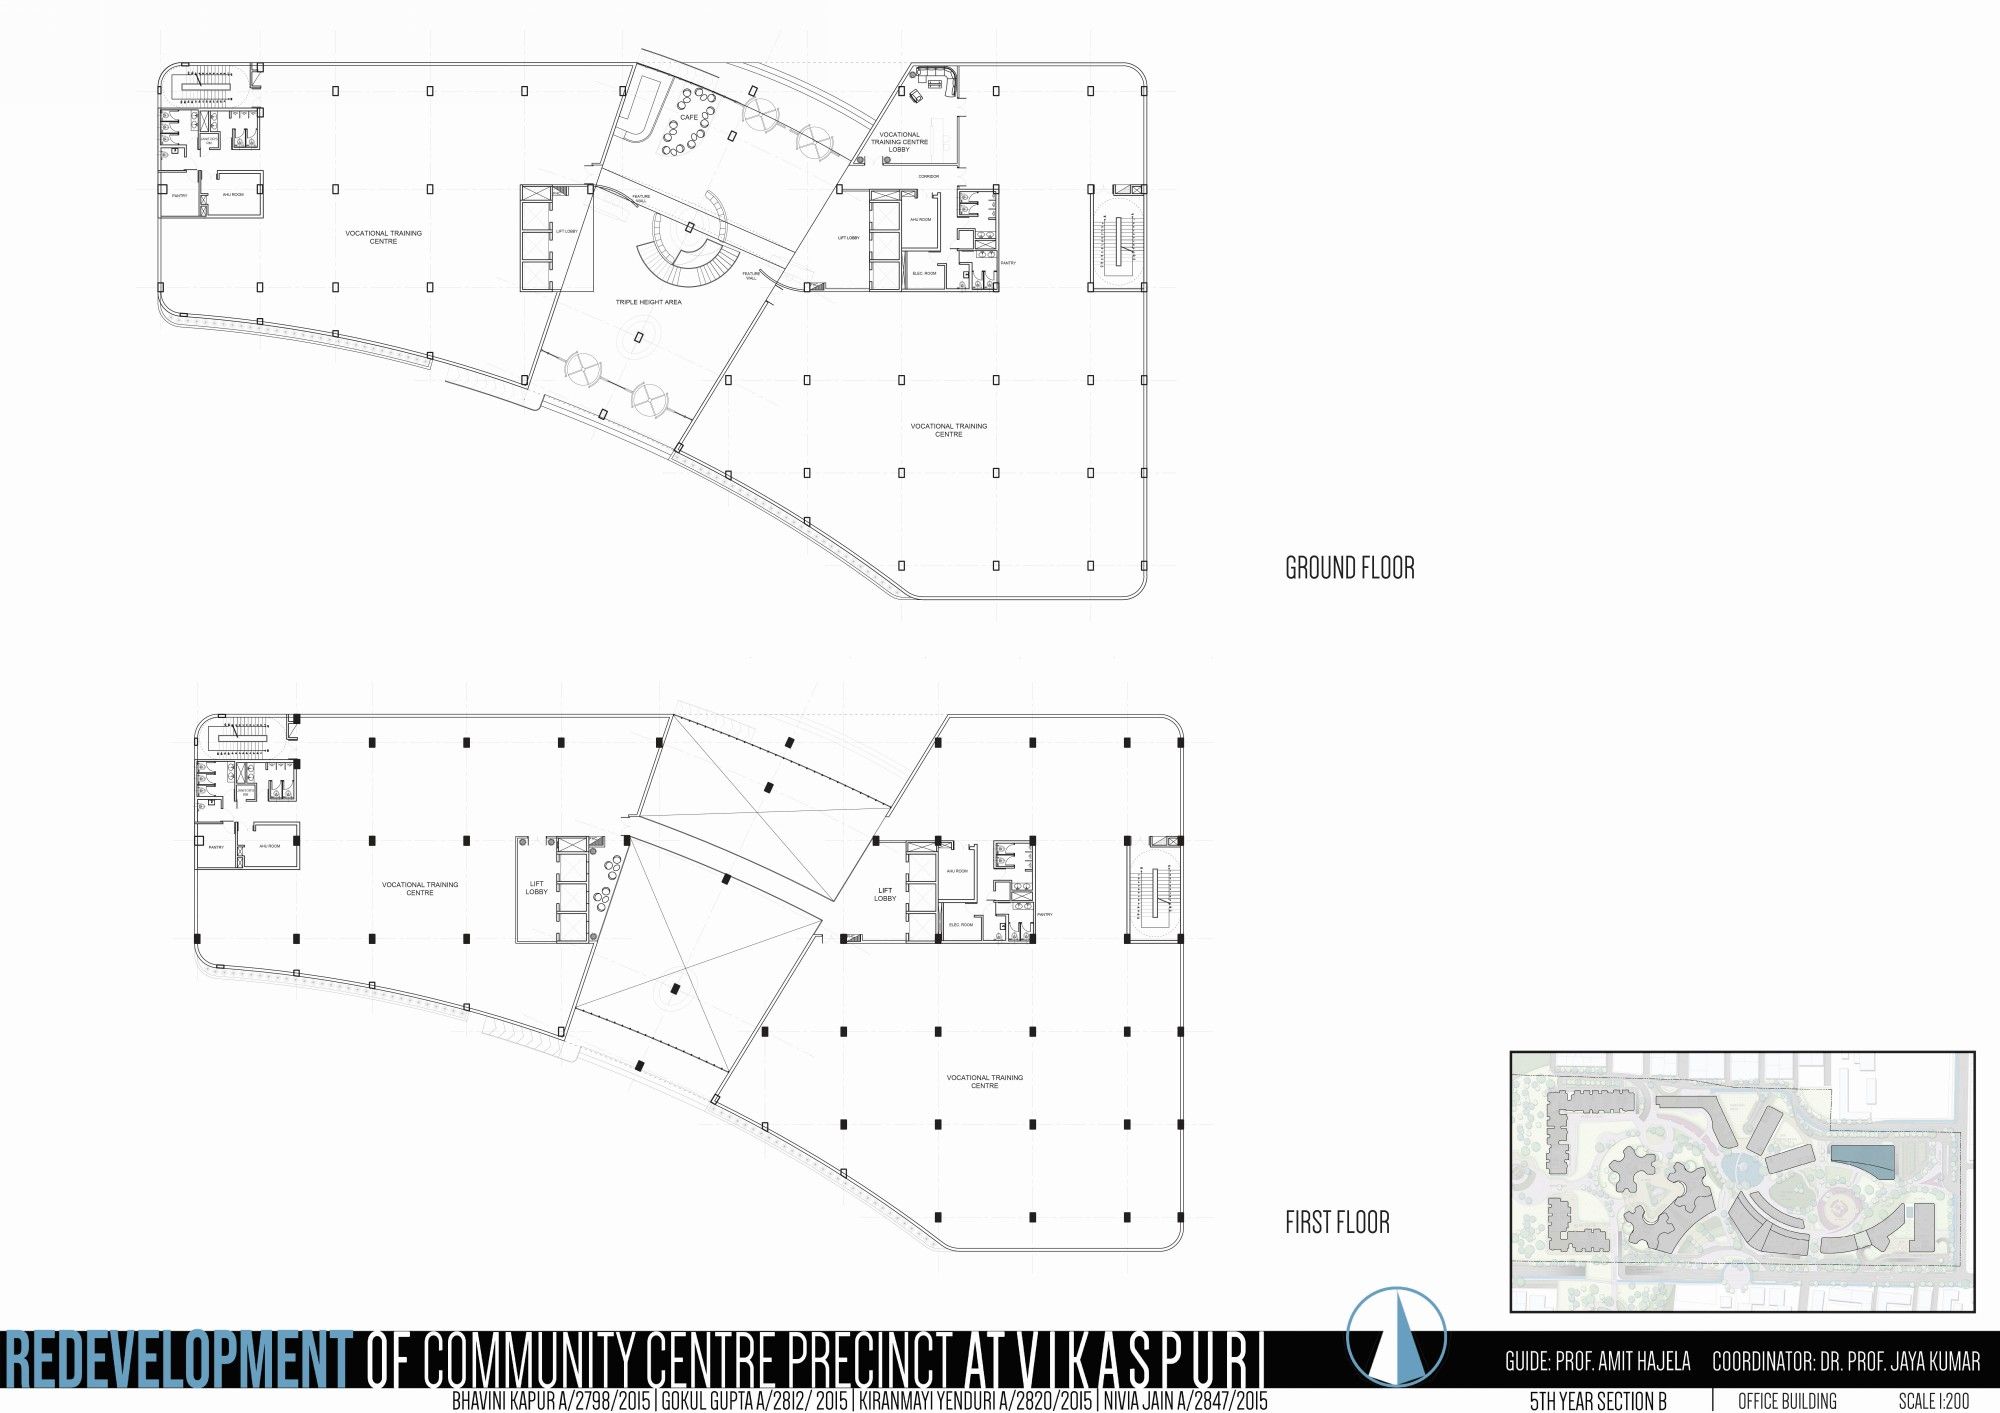 CAFE
VOCATIONAL
TRAINING CENTRE
LOBBY
CORRIDOR
PANTRY
AHU ROOM
FEATURE
WALL
AHU ROOM
VOCATIONAL TRAINING
CENTRE
LIFT LOBBY
LIFT LOBBY
FEATURE
WALL
ELEC. ROOM
PANTRY
TRIPLE HEIGHT AREA
VOCATIONAL TRAINING
CENTRE
GROUND FLOOR
PANTRY
AHU ROOM
VOCATIONAL TRAINING
CENTRE
LIFT
LOBBY
LIFT
LOBBY
AHU ROOM
ELEC. ROOM
PANTRY
VOCATIONAL TRAINING
CENTRE
FIRST FLOOR
REDEVELOPMENT OF COMMUNITY CENTRE PRECINCT AT VIKASPURI
BHAVINI KAPUR A/2798/2015 | GOKUL GUPTA A/2812/ 2015 | KIRANMAYI YENDURI A/2820/2015 | NIVIA JAIN A/2847/2015
GUIDE: PROF. AMIT HAJELA COORDINATOR: DR. PROF. JAYA KUMAR
5TH YEAR SECTION B | OFFICE BUILDING SCALE 1:200